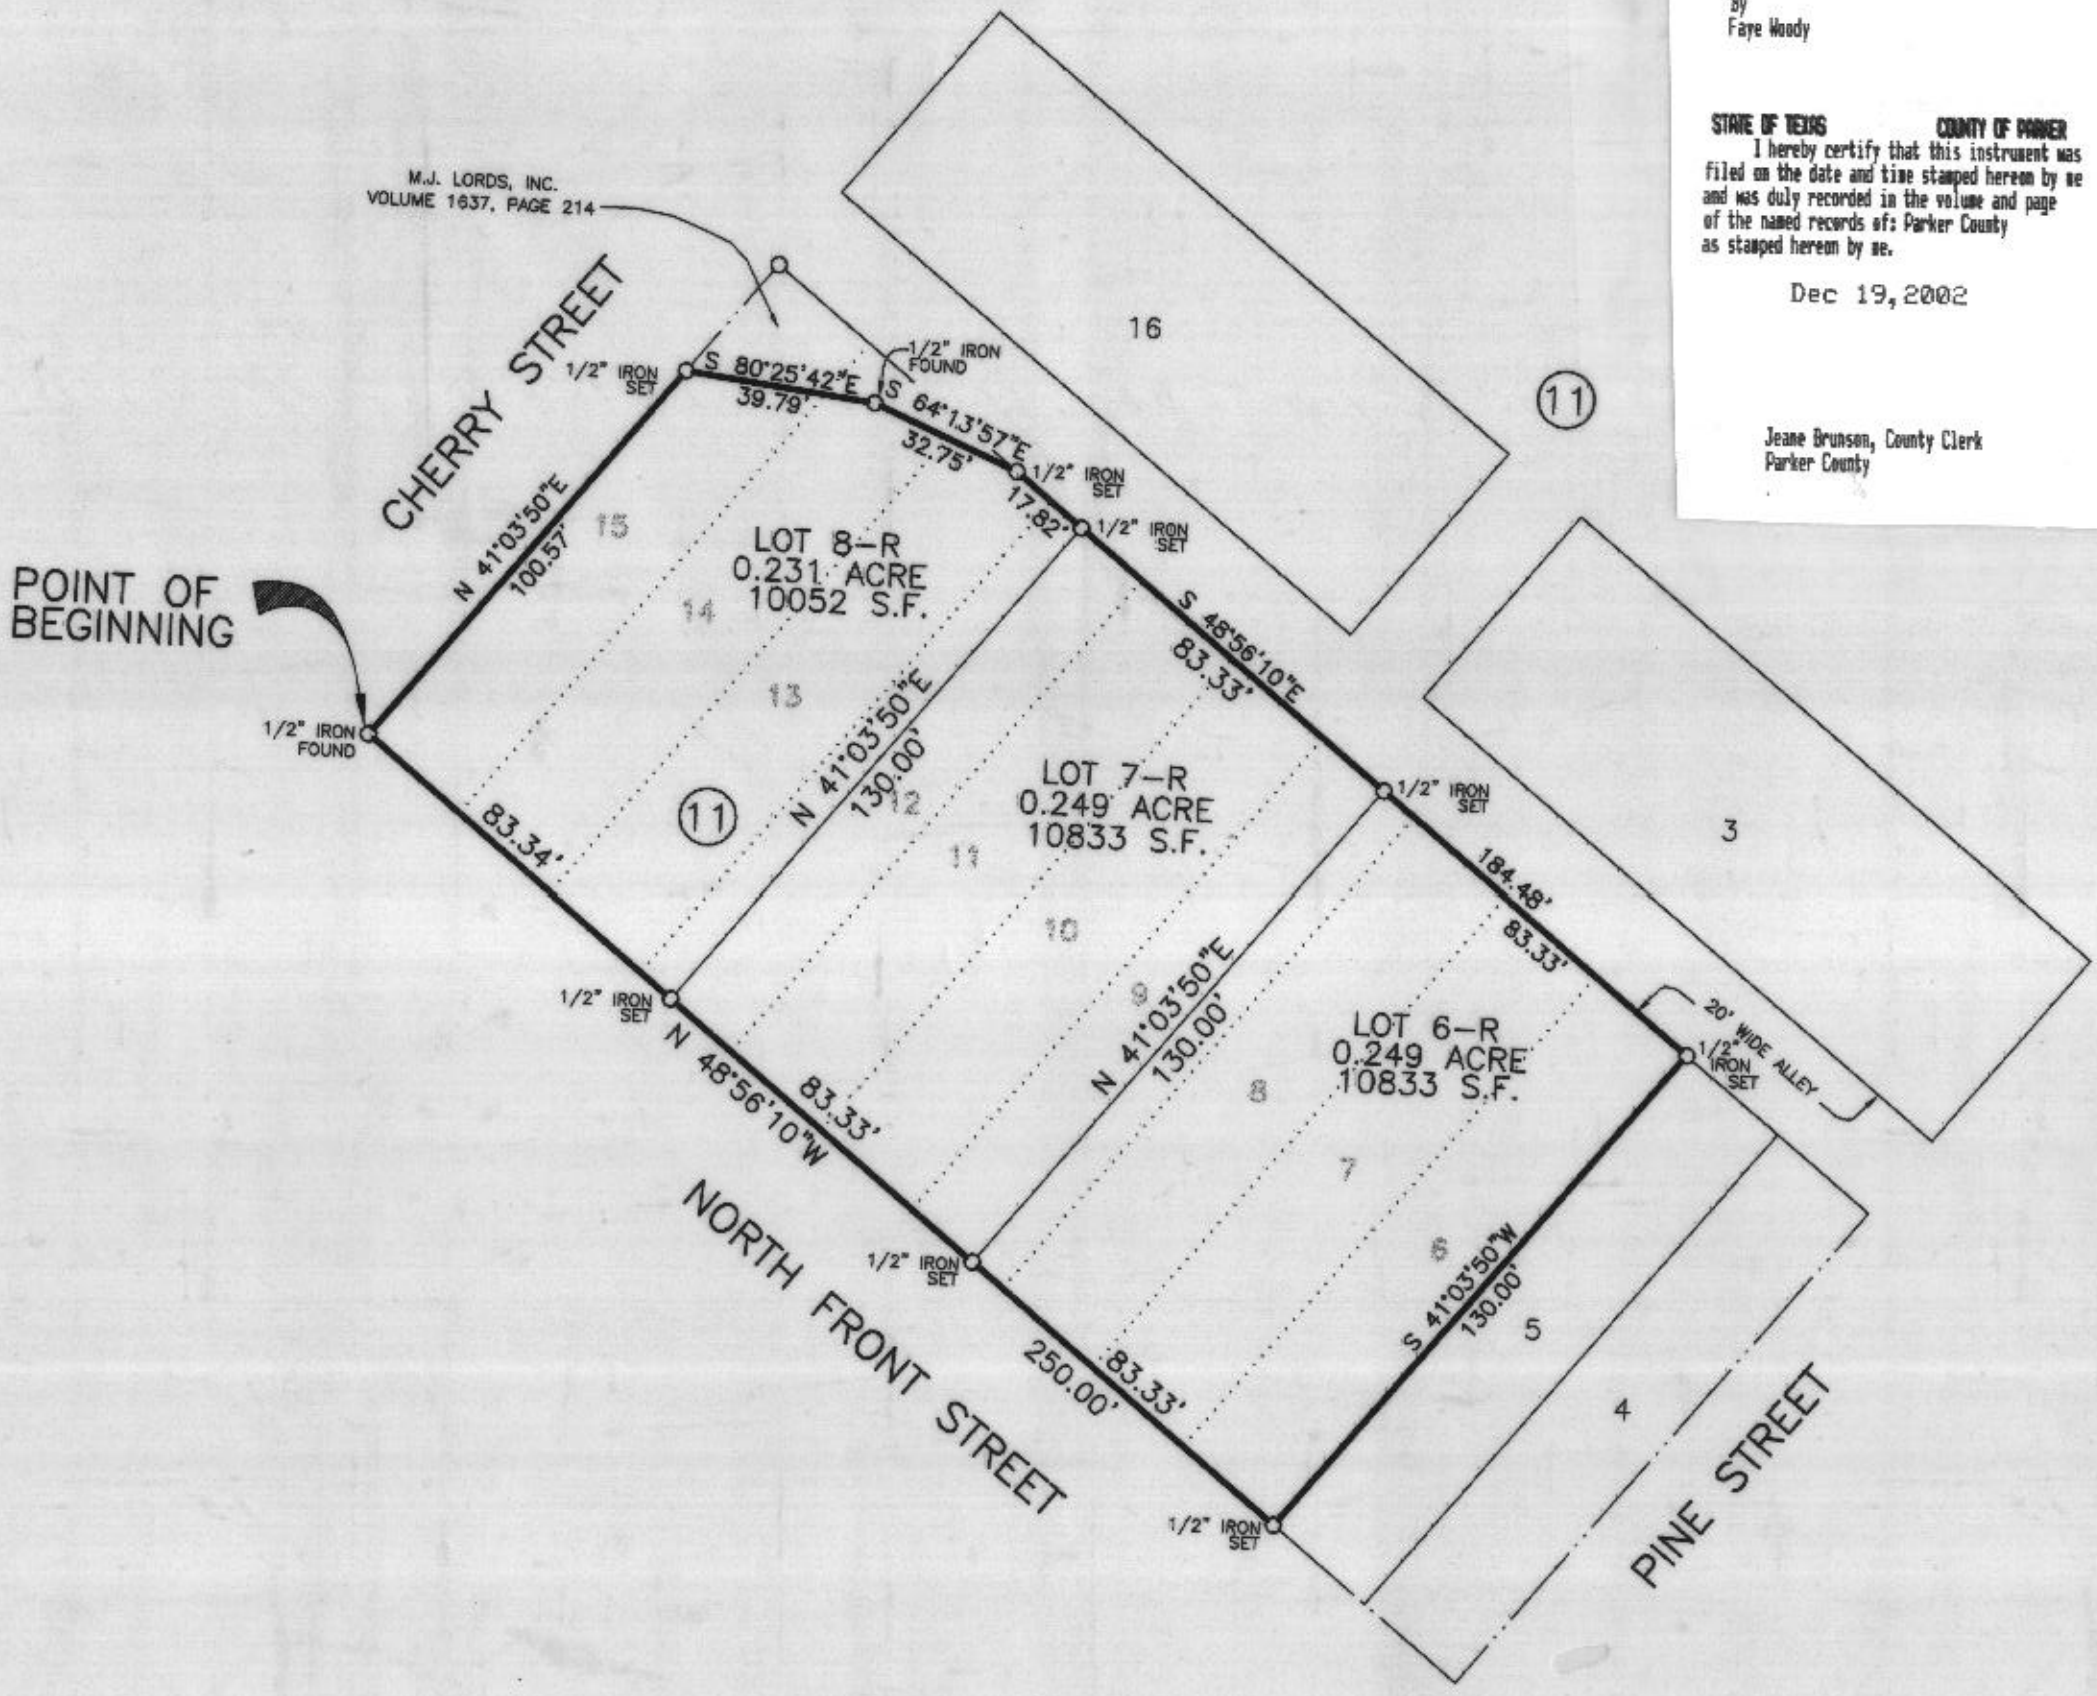 By
Faye Woody
STATE OF TEXAS COUNTY OF PARKER
I hereby certify that this instrument was
filed on the date and time stamped hereon by me
and was duly recorded in the volume and page
of the named records of: Parker County
as stamped hereon by me.
Dec 19,2002
Jeane Brunson, County Clerk
Parker County
M.J. LORDS, INC.
VOLUME 1637, PAGE 214
CHERRY STREET
1/2" IRON
SET
S 80°25'42"E
39.79'
1/2" IRON
FOUND
S 64°13'57"E
32.75'
1/2" IRON
SET
17.82'
1/2" IRON
SET
16
11
N 41°03'50"E
100.57'
15
14
13
LOT 8-R
0.231 ACRE
10052 S.F.
POINT OF
BEGINNING
1/2" IRON
FOUND
S 48°56'10"E
83.33'
N 41°03'50"E
130.00'
11
12
11
10
9
LOT 7-R
0.249 ACRE
10833 S.F.
1/2" IRON
SET
3
83.34'
184.48'
83.33'
1/2" IRON
SET
N 48°56'10"W
83.33'
N 41°03'50"E
130.00'
8
7
6
LOT 6-R
0.249 ACRE
10833 S.F.
20' WIDE ALLEY
1/2"
IRON
SET
NORTH FRONT STREET
1/2" IRON
SET
S 41°03'50"W
130.00'
5
4
250.00'
83.33'
1/2" IRON
SET
PINE STREET